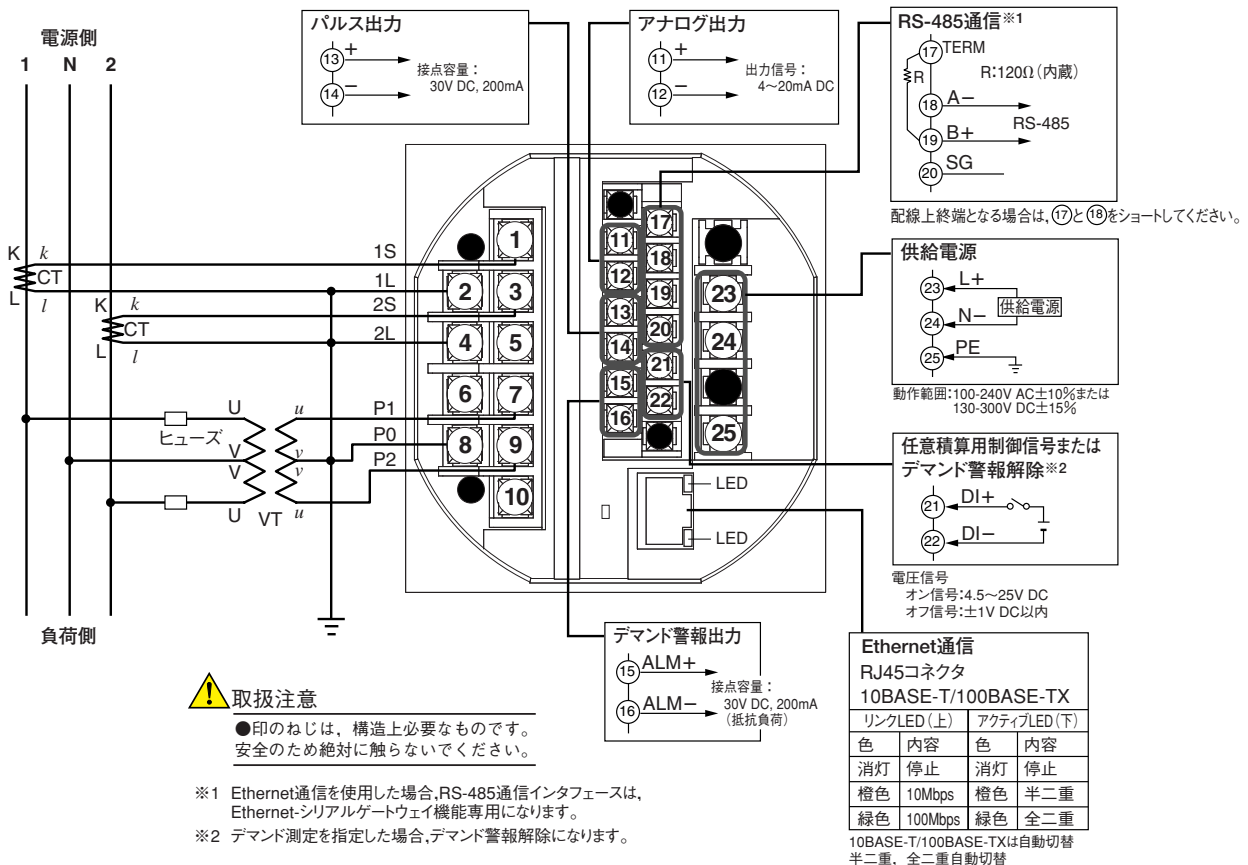 パルス出力
13 +
14 −
接点容量：
30V DC, 200mA
アナログ出力
11 +
12 −
出力信号：
4～20mA DC
RS-485通信※1
17 TERM
R
R:120Ω（内蔵）
18 A−
19 B+
RS-485
20 SG
配線上終端となる場合は,⑰と⑱をショートしてください。
電源側
1 N 2
K k
CT
L l
K k
CT
L l
1S
1L
2S
2L
P1
P0
P2
U u
ヒューズ
V v
V v
U VT u
負荷側
1
2
3
4
5
6
7
8
9
10
11
12
13
14
15
16
17
18
19
20
21
22
23
24
25
LED
LED
供給電源
23 L+
24 N−
供給電源
25 PE
動作範囲:100-240V AC±10%または
130-300V DC±15%
任意積算用制御信号または
デマンド警報解除※2
21 DI+
22 DI−
電圧信号
オン信号:4.5～25V DC
オフ信号:±1V DC以内
デマンド警報出力
15 ALM+
16 ALM−
接点容量：
30V DC, 200mA
（抵抗負荷）
Ethernet通信
RJ45コネクタ
10BASE-T/100BASE-TX
リンクLED（上） アクティブLED（下）
色 内容 色 内容
消灯 停止 消灯 停止
橙色 10Mbps 橙色 半二重
緑色 100Mbps 緑色 全二重
10BASE-T/100BASE-TXは自動切替
半二重，全二重自動切替
取扱注意
●印のねじは，構造上必要なものです。
安全のため絶対に触らないでください。
※1 Ethernet通信を使用した場合,RS-485通信インタフェースは,
Ethernet-シリアルゲートウェイ機能専用になります。
※2 デマンド測定を指定した場合,デマンド警報解除になります。